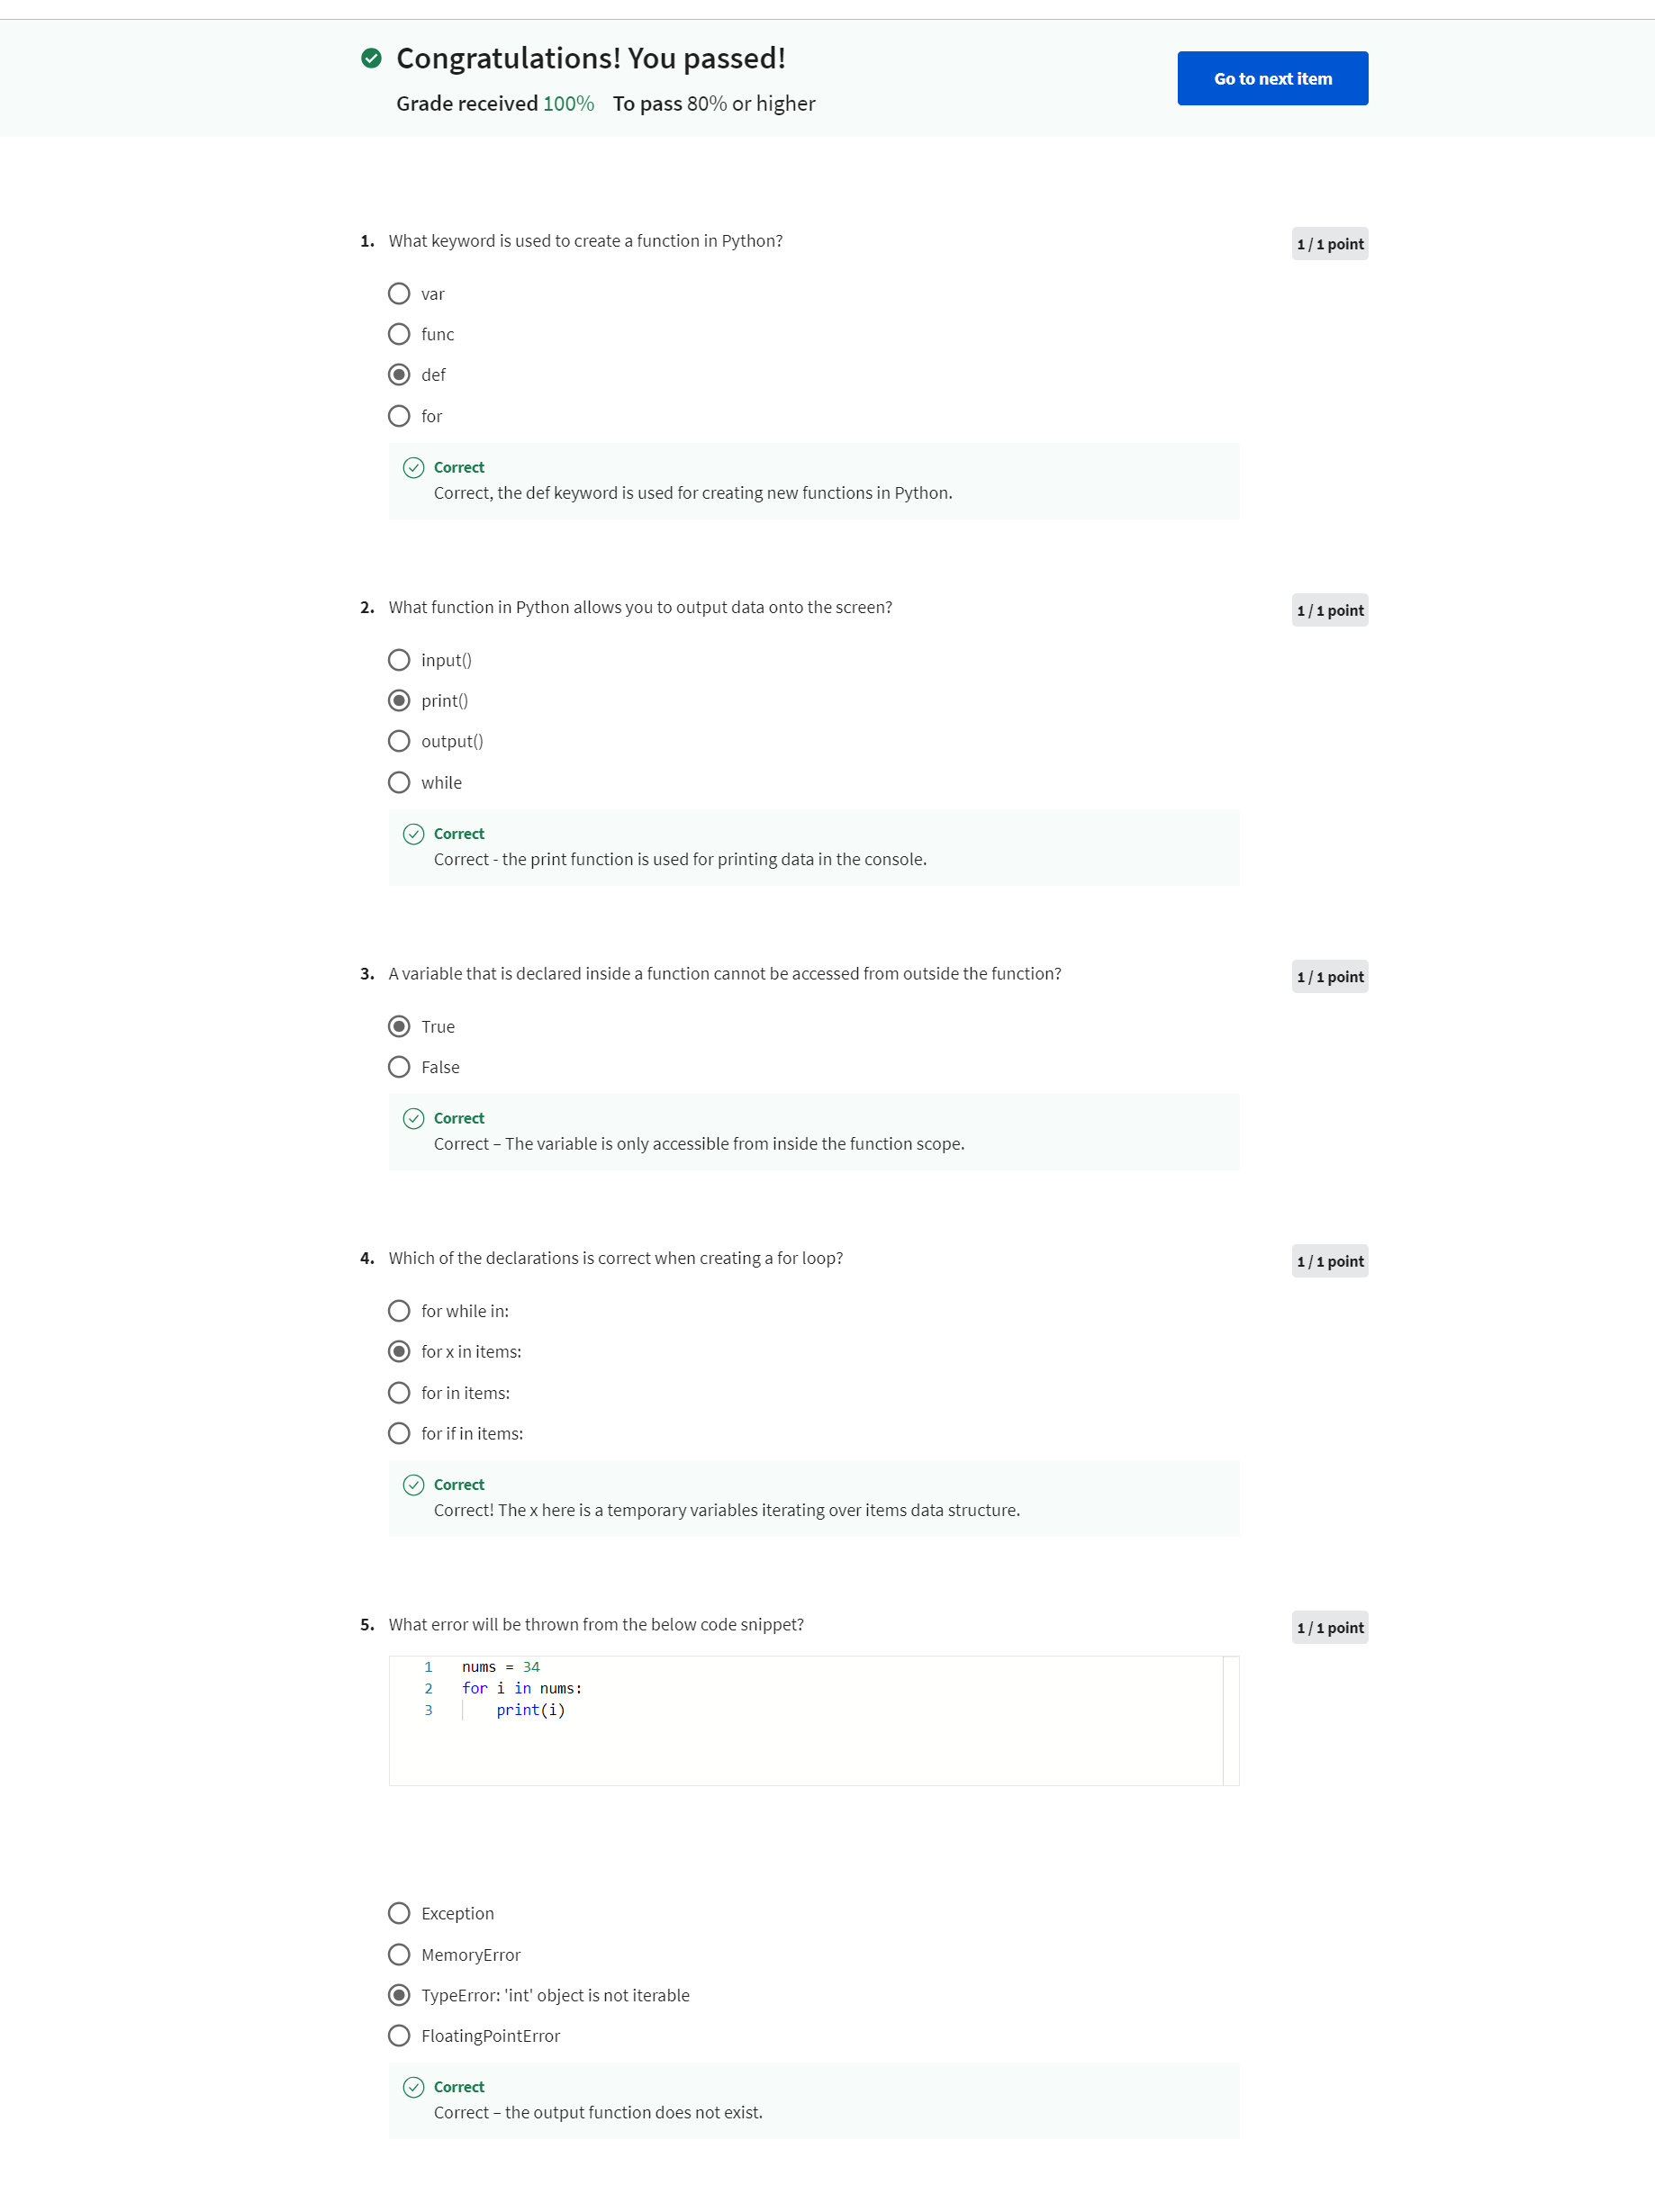 Congratulations! You passed!
Go to next item
Grade received 100% To pass 80% or higher
1. What keyword is used to create a function in Python?
1 / 1 point
var
func
def
for
Correct
Correct, the def keyword is used for creating new functions in Python.
2. What function in Python allows you to output data onto the screen?
1 / 1 point
input()
print()
output()
while
Correct
Correct - the print function is used for printing data in the console.
3. A variable that is declared inside a function cannot be accessed from outside the function?
1 / 1 point
True
False
Correct
Correct – The variable is only accessible from inside the function scope.
4. Which of the declarations is correct when creating a for loop?
1 / 1 point
for while in:
for x in items:
for in items:
for if in items:
Correct
Correct! The x here is a temporary variables iterating over items data structure.
5. What error will be thrown from the below code snippet?
1 / 1 point
1 nums = 34
2 for i in nums:
3 print(i)
Exception
MemoryError
TypeError: 'int' object is not iterable
FloatingPointError
Correct
Correct – the output function does not exist.